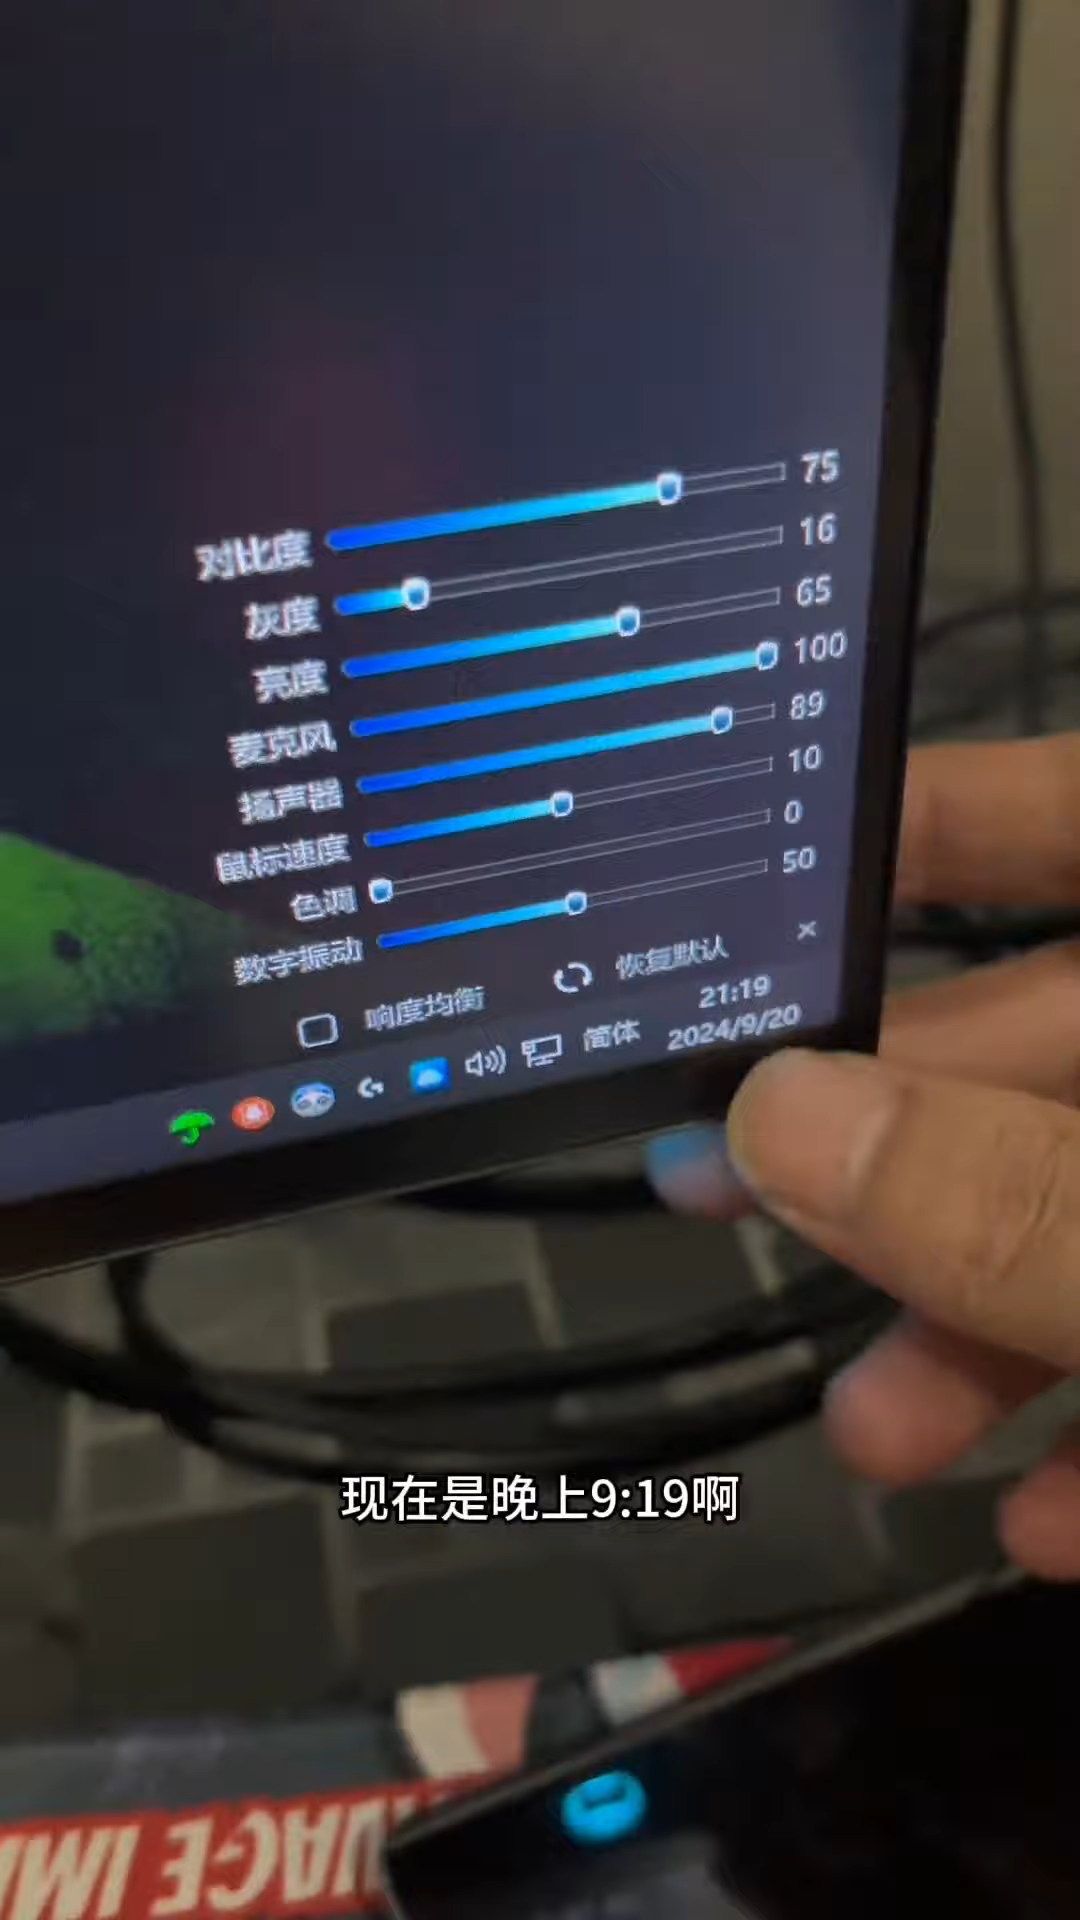 对比度 75
灰度 16
亮度 65
麦克风 100
扬声器 89
鼠标速度 10
色调 0
数字振动 50
响度均衡 恢复默认 ×
21:19
简体 2024/9/20
现在是晚上9:19啊